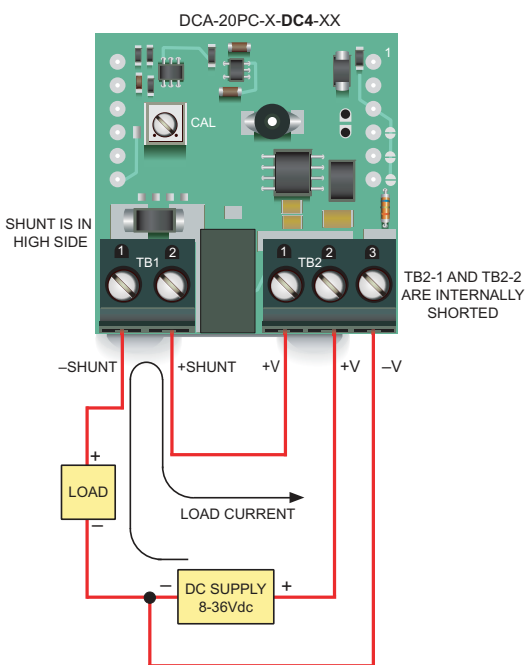 DCA-20PC-X-DC4-XX
1
CAL
SHUNT IS IN
HIGH SIDE
1
2
TB1
1
2
3
TB2
TB2-1 AND TB2-2
ARE INTERNALLY
SHORTED
–SHUNT
+SHUNT
+V
+V
–V
+
LOAD
–
LOAD CURRENT
–
DC SUPPLY
8-36Vdc
+